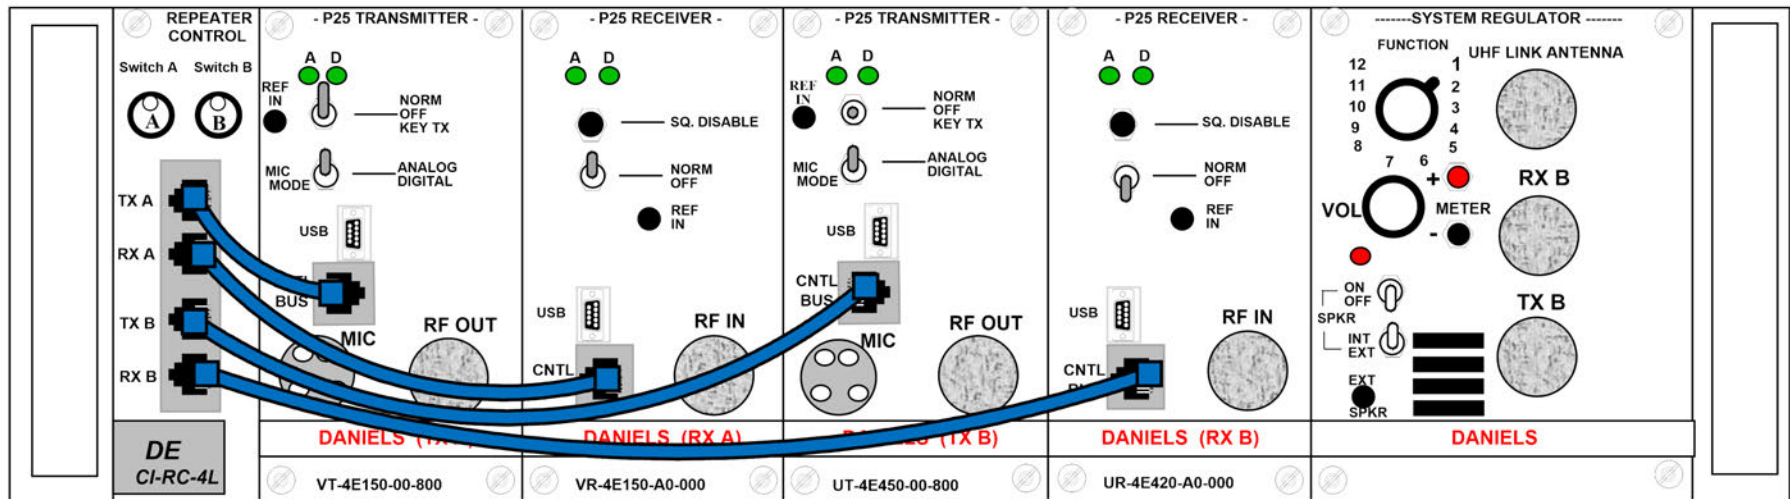 REPEATER
CONTROL
Switch A
Switch B
A
B
TX A
RX A
TX B
RX B
DE
CI-RC-4L
- P25 TRANSMITTER -
A D
REF
IN
NORM
OFF
KEY TX
MIC
MODE
ANALOG
DIGITAL
USB
BUS
MIC
RF OUT
DANIELS
VT-4E150-00-800
- P25 RECEIVER -
A D
SQ. DISABLE
NORM
OFF
REF
IN
USB
RF IN
CNTL
DANIELS (RX A)
VR-4E150-A0-000
- P25 TRANSMITTER -
A D
REF
IN
NORM
OFF
KEY TX
MIC
MODE
ANALOG
DIGITAL
USB
CNTL
BUS
MIC
RF OUT
(TX B)
UT-4E450-00-800
- P25 RECEIVER -
A D
SQ. DISABLE
NORM
OFF
REF
IN
USB
RF IN
CNTL
DANIELS (RX B)
UR-4E420-A0-000
-------SYSTEM REGULATOR -------
FUNCTION
UHF LINK ANTENNA
12
11
10
9
8
7
6
5
4
3
2
1
VOL
+
METER
-
RX B
ON
OFF
SPKR
INT
EXT
EXT
SPKR
TX B
DANIELS